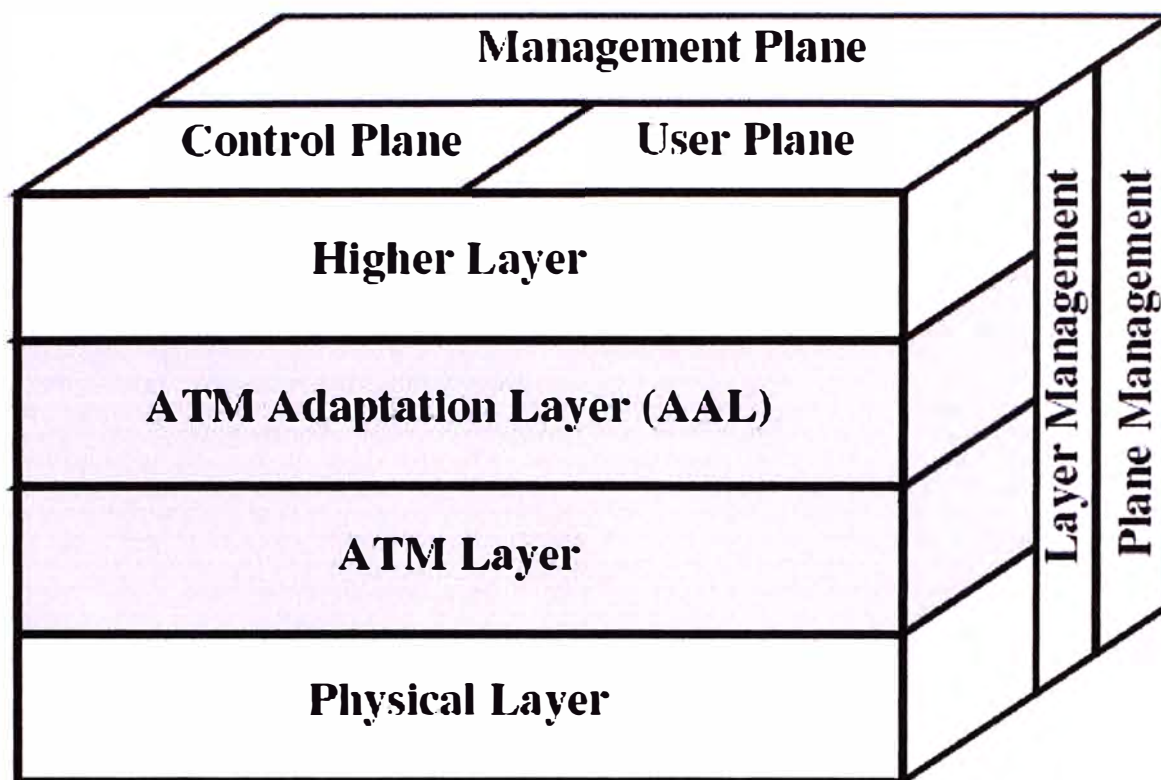 Management Plane
Control Plane
User Plane
Higher Layer
ATM Adaptation Layer (AAL)
ATM Layer
Physical Layer
Layer Management
Plane Management